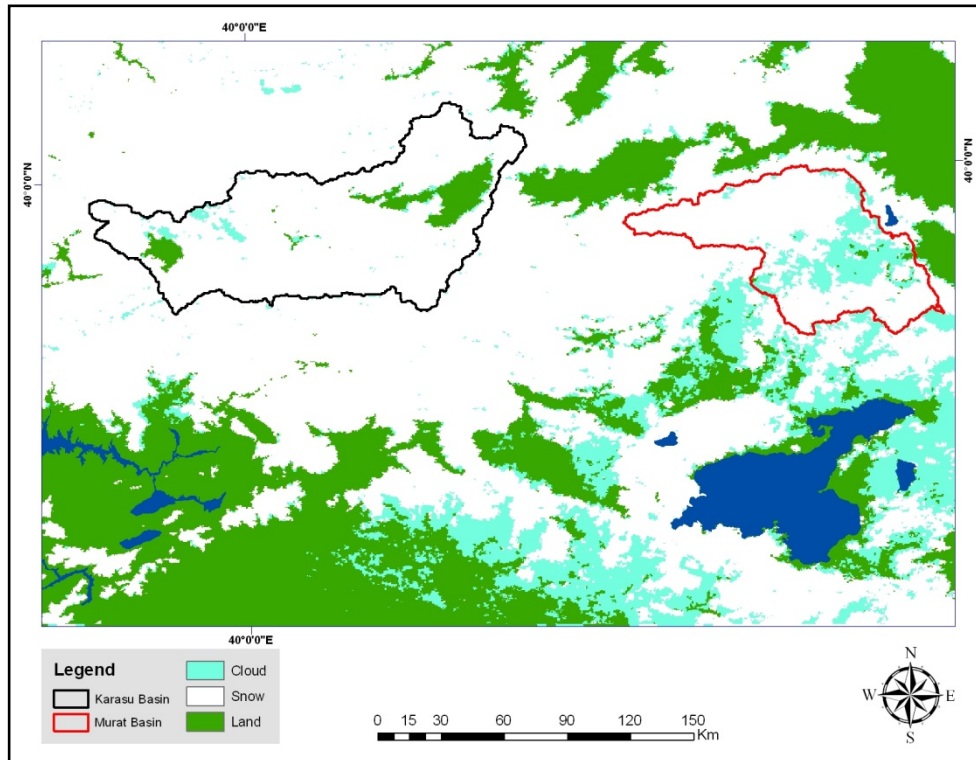 40°0'0"E
40°0'0"N
40°0'0"N
40°0'0"E
Legend
Karasu Basin
Murat Basin
Cloud
Snow
Land
0 15 30 60 90 120 150
Km
N
W E
S